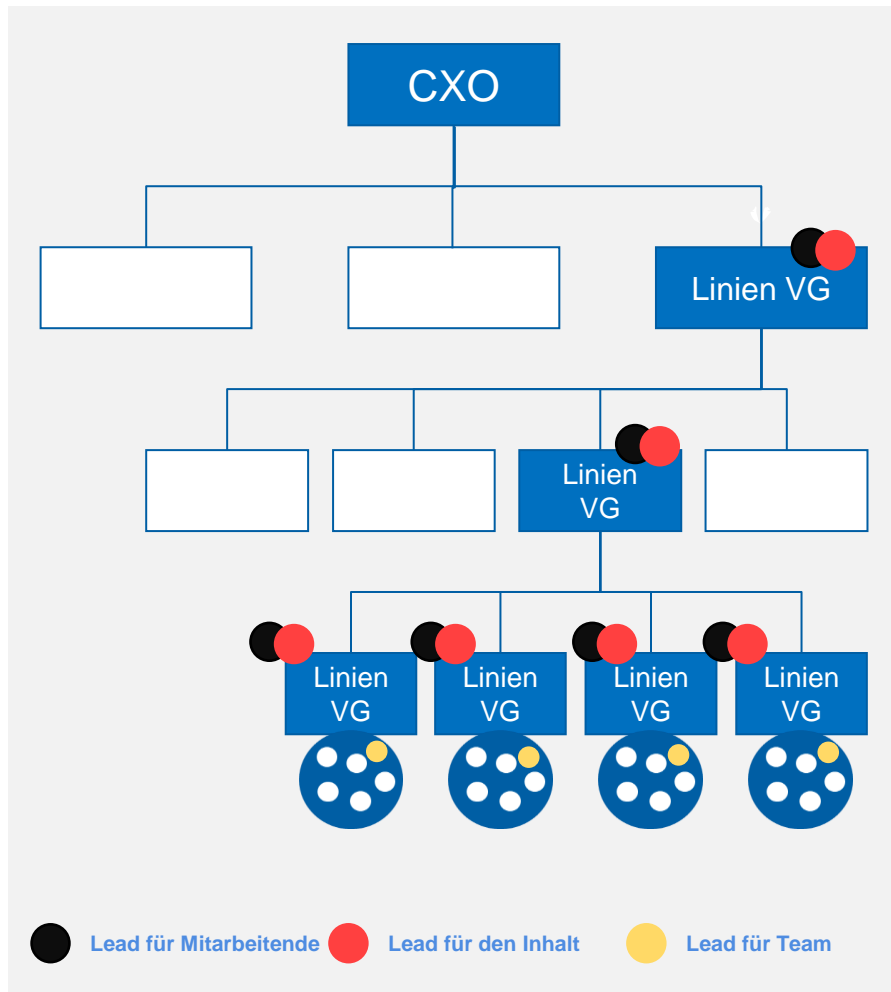 CXO
Linien VG
Linien
VG
Linien
VG
Linien
VG
Linien
VG
Linien
VG
Lead für Mitarbeitende
Lead für den Inhalt
Lead für Team